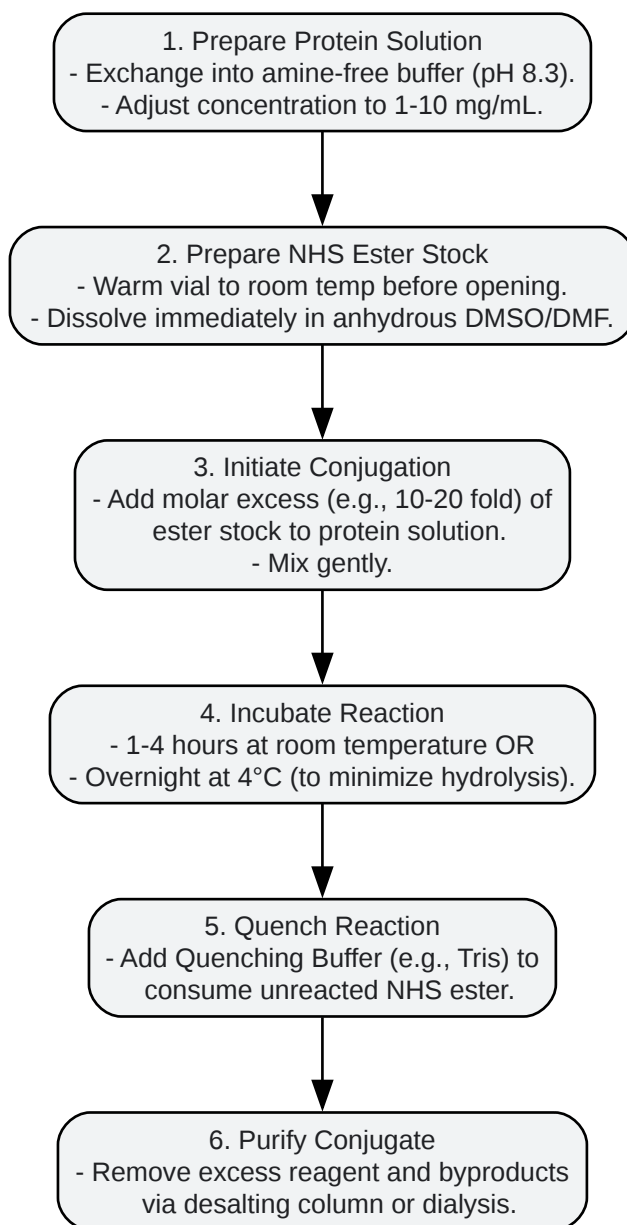 1. Prepare Protein Solution
- Exchange into amine-free buffer (pH 8.3).
- Adjust concentration to 1-10 mg/mL.
2. Prepare NHS Ester Stock
- Warm vial to room temp before opening.
- Dissolve immediately in anhydrous DMSO/DMF.
3. Initiate Conjugation
- Add molar excess (e.g., 10-20 fold) of
ester stock to protein solution.
- Mix gently.
4. Incubate Reaction
- 1-4 hours at room temperature OR
- Overnight at 4°C (to minimize hydrolysis).
5. Quench Reaction
- Add Quenching Buffer (e.g., Tris) to
consume unreacted NHS ester.
6. Purify Conjugate
- Remove excess reagent and byproducts
via desalting column or dialysis.